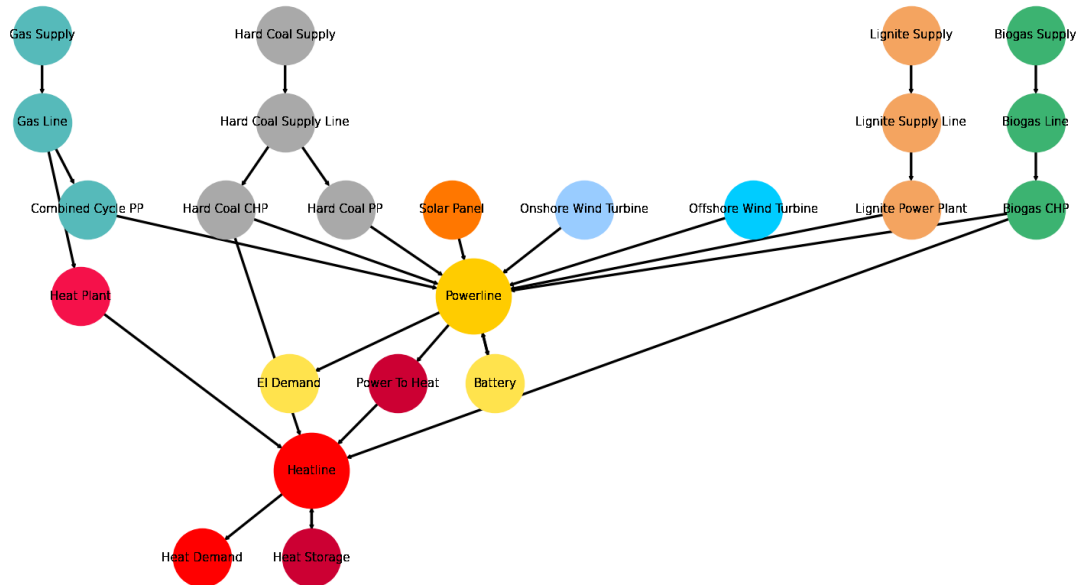 Gas Supply
Hard Coal Supply
Lignite Supply
Biogas Supply
Gas Line
Hard Coal Supply Line
Lignite Supply Line
Biogas Line
Combined Cycle PP
Hard Coal CHP
Hard Coal PP
Solar Panel
Onshore Wind Turbine
Offshore Wind Turbine
Lignite Power Plant
Biogas CHP
Heat Plant
Powerline
El Demand
Power To Heat
Battery
Heatline
Heat Demand
Heat Storage